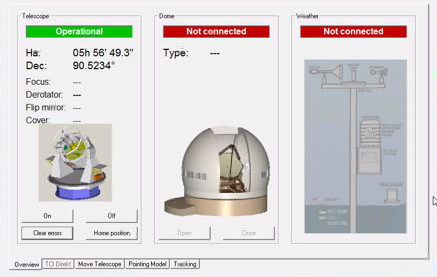 Telescope
Operational
Ha: 05h 56' 49.3"
Dec: 90.5234°
Focus: ---
Derotator: ---
Flip mirror: ---
Cover: ---
On
Off
Clear errors
Home position
Dome
Not connected
Type: ---
Open
Close
Weather
Not connected
Overview
TCI Direkt
Move Telescope
Pointing Model
Tracking